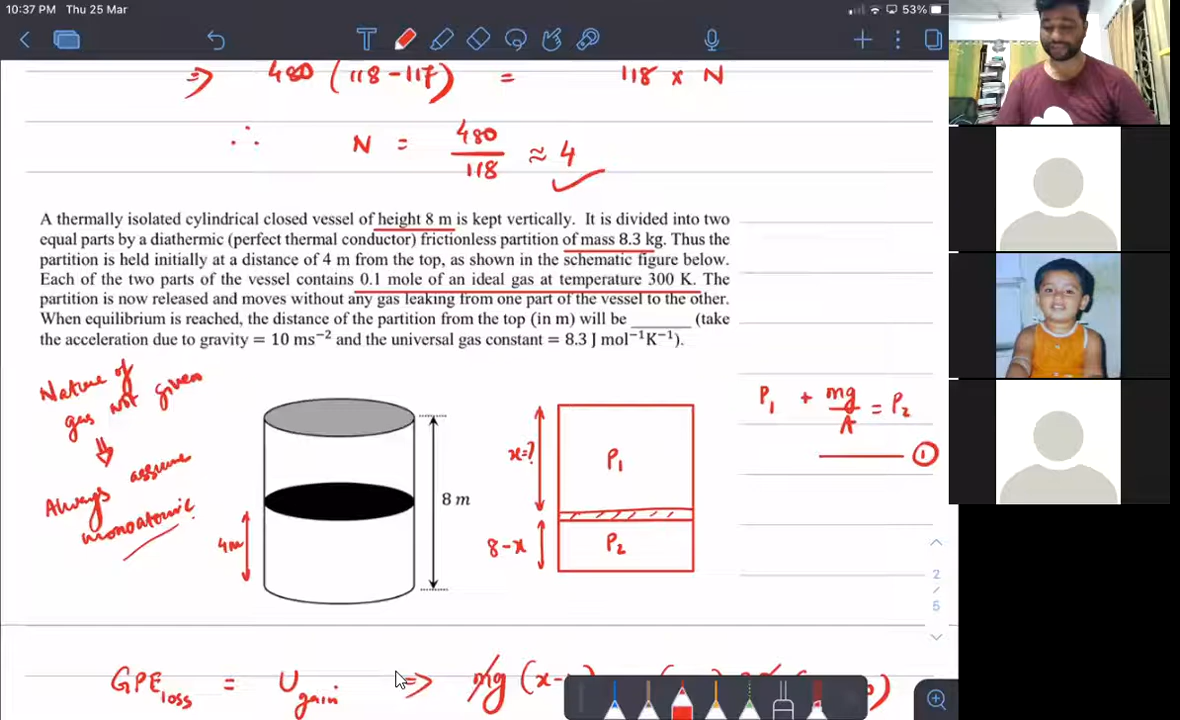 10:37 PM Thu 25 Mar
53%
⇒ 480 (118-117) = 118 x N
∴ N = 480/118 ≈ 4
A thermally isolated cylindrical closed vessel of height 8 m is kept vertically. It is divided into two
equal parts by a diathermic (perfect thermal conductor) frictionless partition of mass 8.3 kg. Thus the
partition is held initially at a distance of 4 m from the top, as shown in the schematic figure below.
Each of the two parts of the vessel contains 0.1 mole of an ideal gas at temperature 300 K. The
partition is now released and moves without any gas leaking from one part of the vessel to the other.
When equilibrium is reached, the distance of the partition from the top (in m) will be ______ (take
the acceleration due to gravity = 10 ms⁻² and the universal gas constant = 8.3 J mol⁻¹K⁻¹).
Nature of
gas not given
⇓
Always assume
monoatomic
4m
8 m
x=?
P₁
8-x
P₂
P₁ + mg/A = P₂
1
2
/
5
GPE loss = U gain ⇒ mg (x-